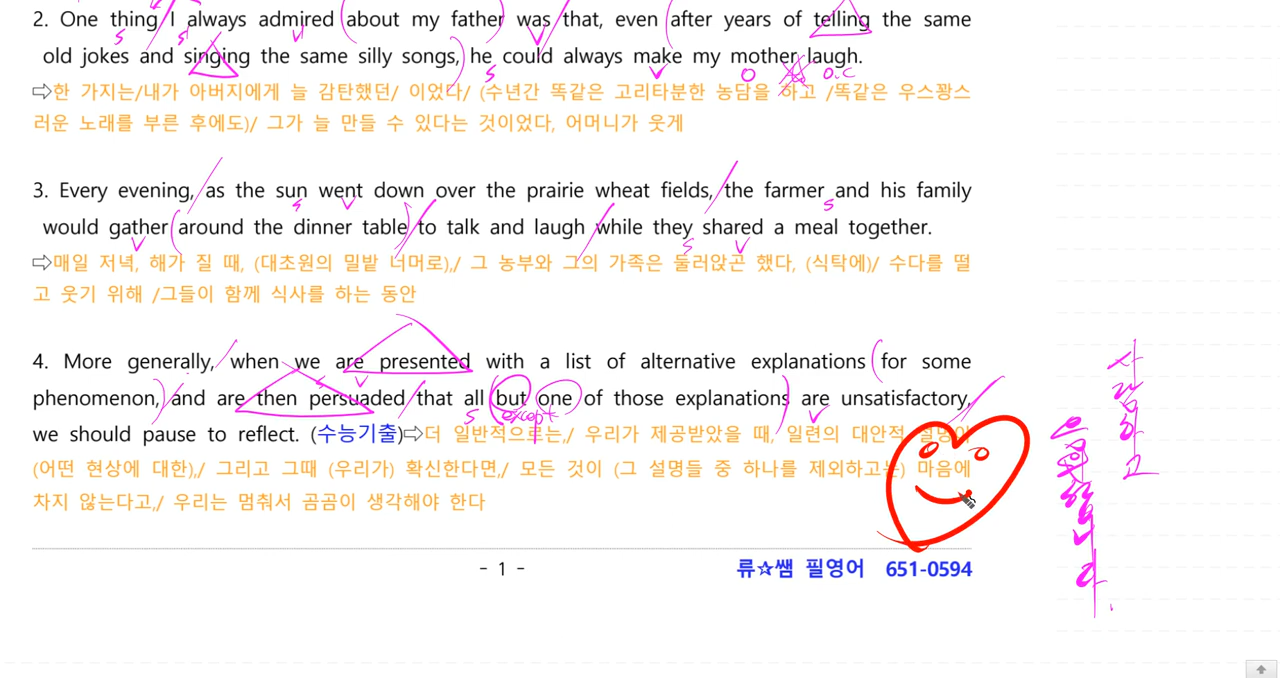 2. One thing I always admired about my father was that, even after years of telling the same
old jokes and singing the same silly songs, he could always make my mother laugh.
S S V V S V O O.C
⇨한 가지는/내가 아버지에게 늘 감탄했던/ 이었다/ (수년간 똑같은 고리타분한 농담을 하고 /똑같은 우스꽝스
러운 노래를 부른 후에도)/ 그가 늘 만들 수 있다는 것이었다, 어머니가 웃게
3. Every evening, as the sun went down over the prairie wheat fields, the farmer and his family
S V S
would gather around the dinner table to talk and laugh while they shared a meal together.
V S V
⇨매일 저녁, 해가 질 때, (대초원의 밀밭 너머로),/ 그 농부와 그의 가족은 둘러앉곤 했다, (식탁에)/ 수다를 떨
고 웃기 위해 /그들이 함께 식사를 하는 동안
4. More generally, when we are presented with a list of alternative explanations for some
S V
phenomenon, and are then persuaded that all but one of those explanations are unsatisfactory,
S except V
we should pause to reflect. (수능기출)⇨더 일반적으로는,/ 우리가 제공받았을 때, 일련의 대안적 설명이
(어떤 현상에 대한),/ 그리고 그때 (우리가) 확신한다면,/ 모든 것이 (그 설명들 중 하나를 제외하고는) 마음에
차지 않는다고,/ 우리는 멈춰서 곰곰이 생각해야 한다
사랑하고
- 1 -
류☆쌤 필영어 651-0594